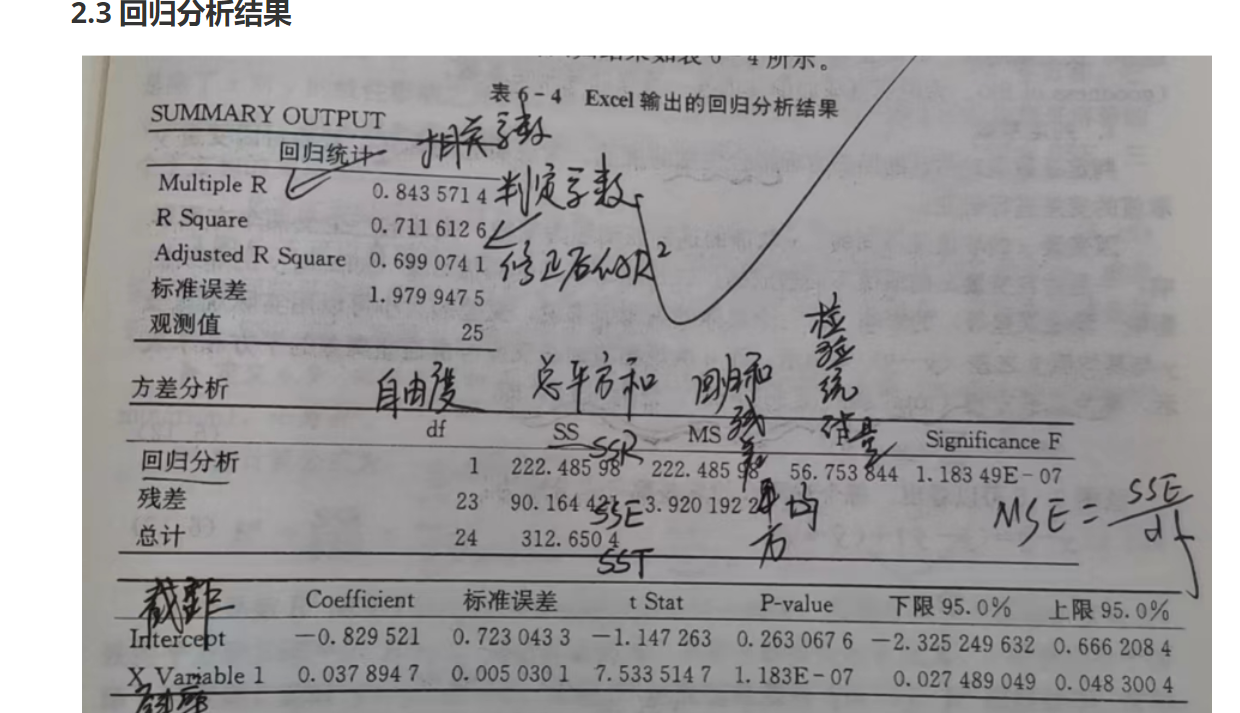 2.3 回归分析结果
表 6-4 Excel 输出的回归分析结果
SUMMARY OUTPUT
回归统计 相关系数
Multiple R 0.843 571 4 判定系数
R Square 0.711 612 6
Adjusted R Square 0.699 074 1 修正后的R²
标准误差 1.979 947 5
观测值 25
检验统计量
方差分析 自由度 总平方和 回归和残差平均方
df SS MS Significance F
回归分析 1 222.485 98 SSR 222.485 98 56.753 844 1.183 49E-07
残差 23 90.164 421 SSE 3.920 192 2 MSE = SSE/df
总计 24 312.650 4 SST
截距 Coefficient 标准误差 t Stat P-value 下限 95.0% 上限 95.0%
Intercept -0.829 521 0.723 043 3 -1.147 263 0.263 067 6 -2.325 249 632 0.666 208 4
X Variable 1 0.037 894 7 0.005 030 1 7.533 514 7 1.183E-07 0.027 489 049 0.048 300 4